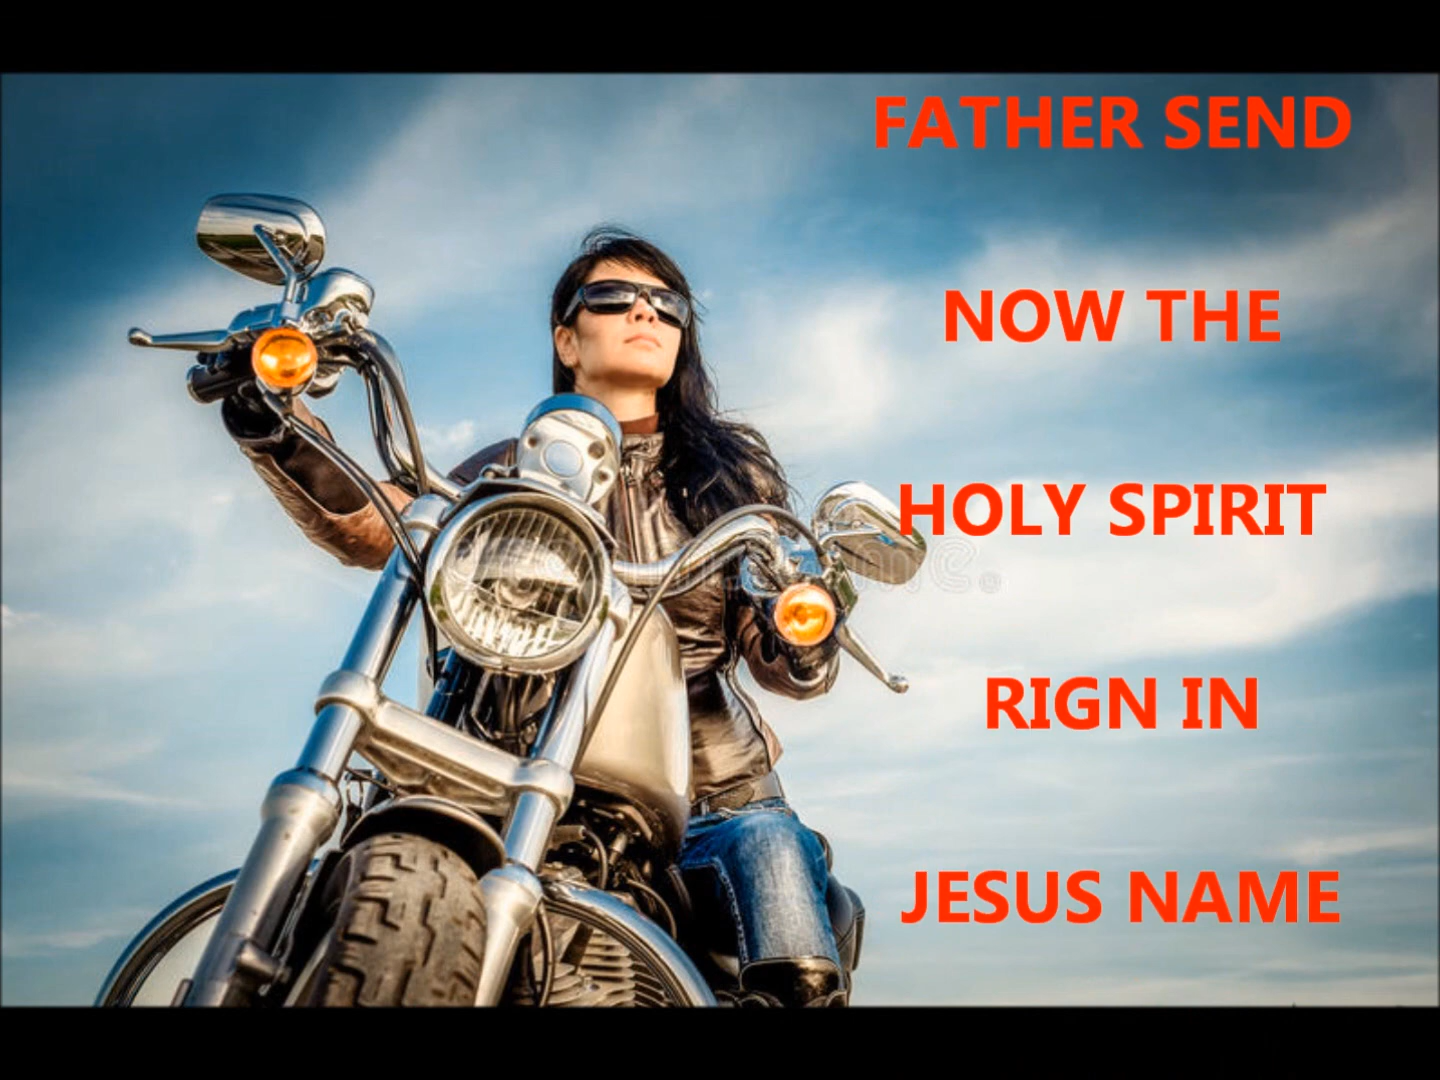 FATHER SEND
NOW THE
HOLY SPIRIT
RIGN IN
JESUS NAME